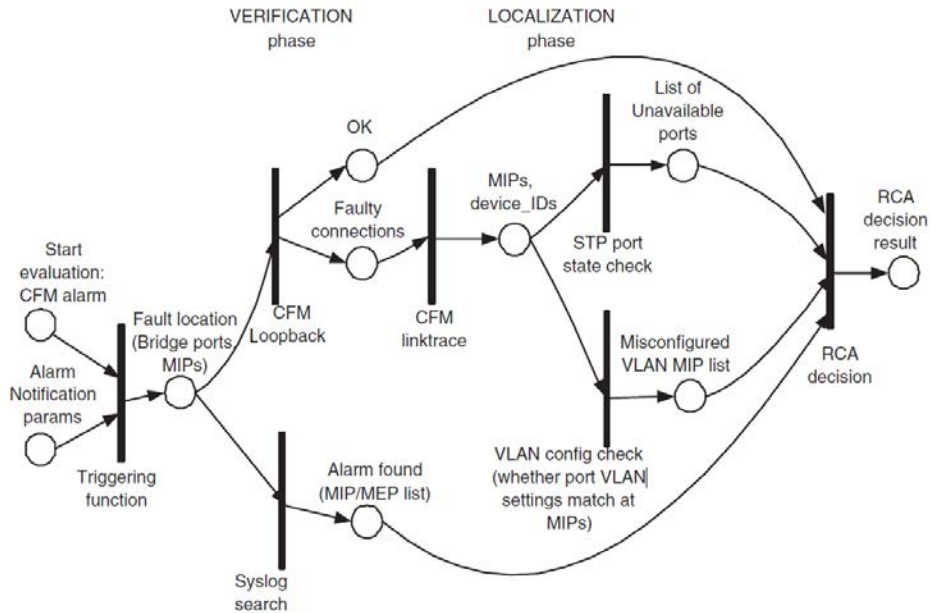 VERIFICATION
phase
LOCALIZATION
phase
OK
List of
Unavailable
ports
MIPs,
device_IDs
Faulty
connections
STP port
state check
RCA
decision
result
Start
evaluation:
CFM alarm
Fault location
(Bridge ports,
MIPs)
CFM
Loopback
CFM
linktrace
Misconfigured
VLAN MIP list
RCA
decision
Alarm
Notification
params
Triggering
function
Alarm found
(MIP/MEP list)
VLAN config check
(whether port VLAN
settings match at
MIPs)
Syslog
search